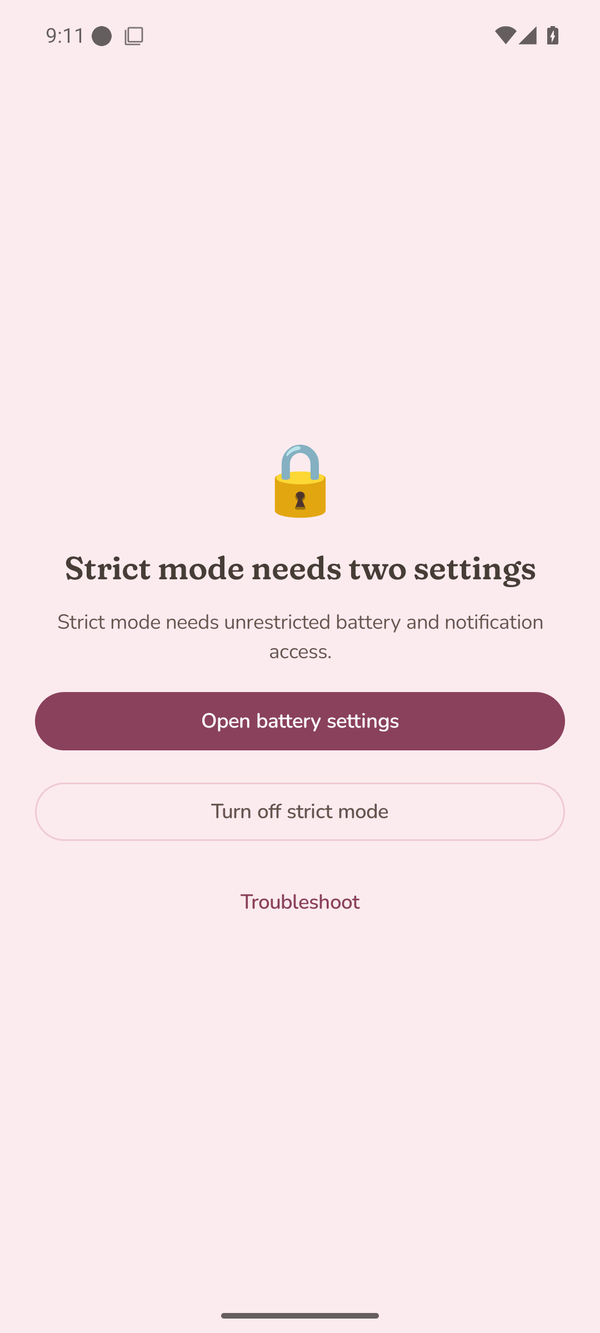 9:11
Strict mode needs two settings
Strict mode needs unrestricted battery and notification
access.
Open battery settings
Turn off strict mode
Troubleshoot